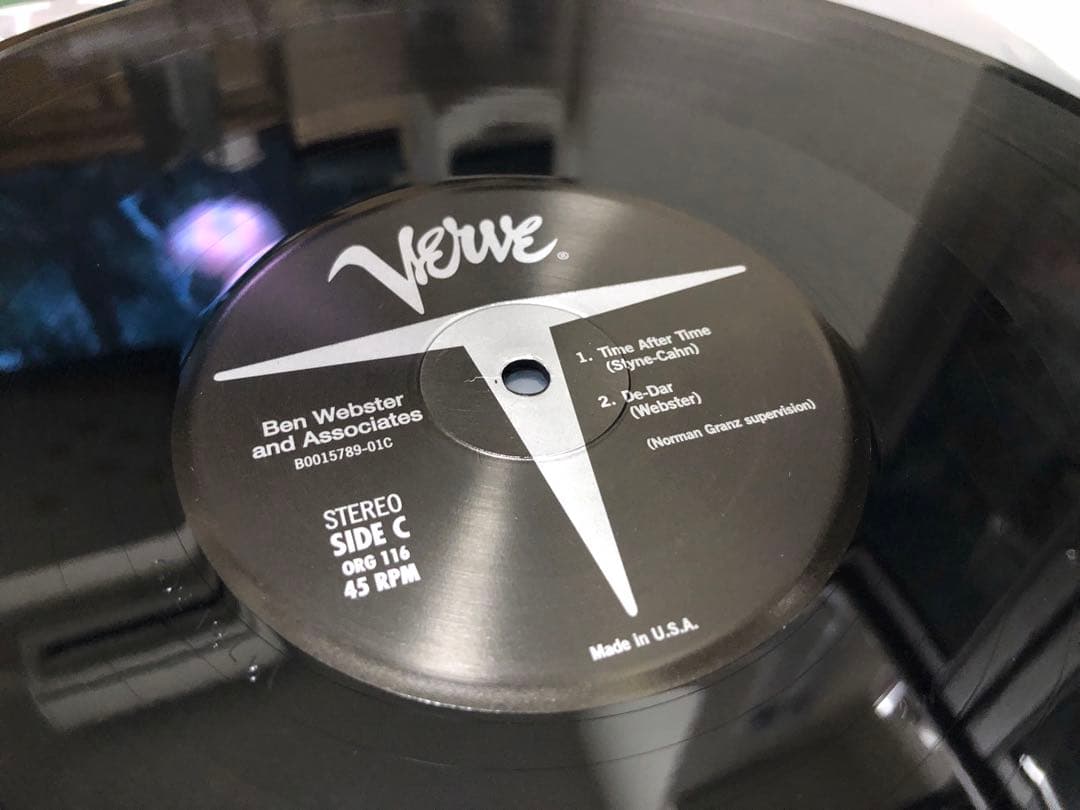 Verve®
1. Time After Time
(Styne-Cahn)
2. De-Dar
(Webster)
(Norman Granz supervision)
Ben Webster
and Associates
B0015789-01C
STEREO
SIDE C
ORG 116
45 RPM
Made in U.S.A.